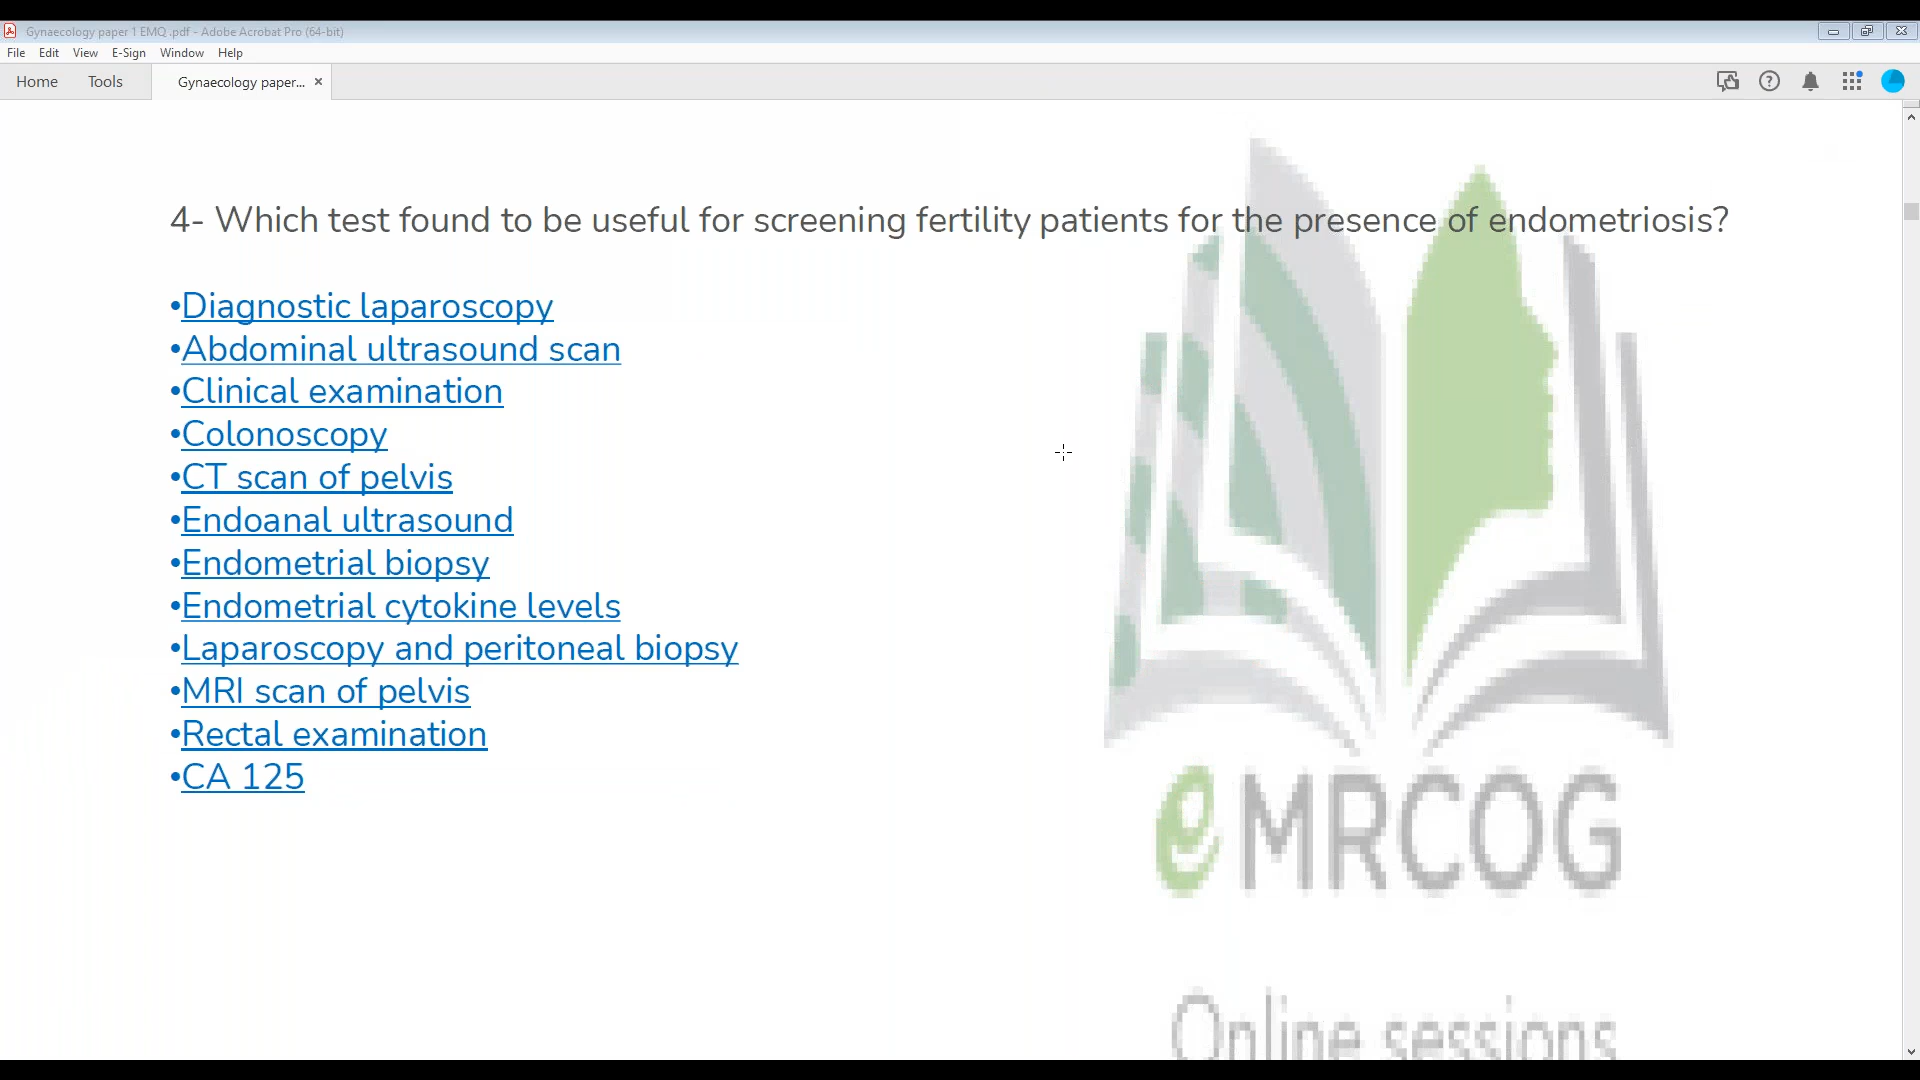 Gynaecology paper 1 EMQ .pdf - Adobe Acrobat Pro (64-bit)
File Edit View E-Sign Window Help
Home Tools Gynaecology paper... ×
4- Which test found to be useful for screening fertility patients for the presence of endometriosis?
•Diagnostic laparoscopy
•Abdominal ultrasound scan
•Clinical examination
•Colonoscopy
•CT scan of pelvis
•Endoanal ultrasound
•Endometrial biopsy
•Endometrial cytokine levels
•Laparoscopy and peritoneal biopsy
•MRI scan of pelvis
•Rectal examination
•CA 125
eMRCOG
Online sessions